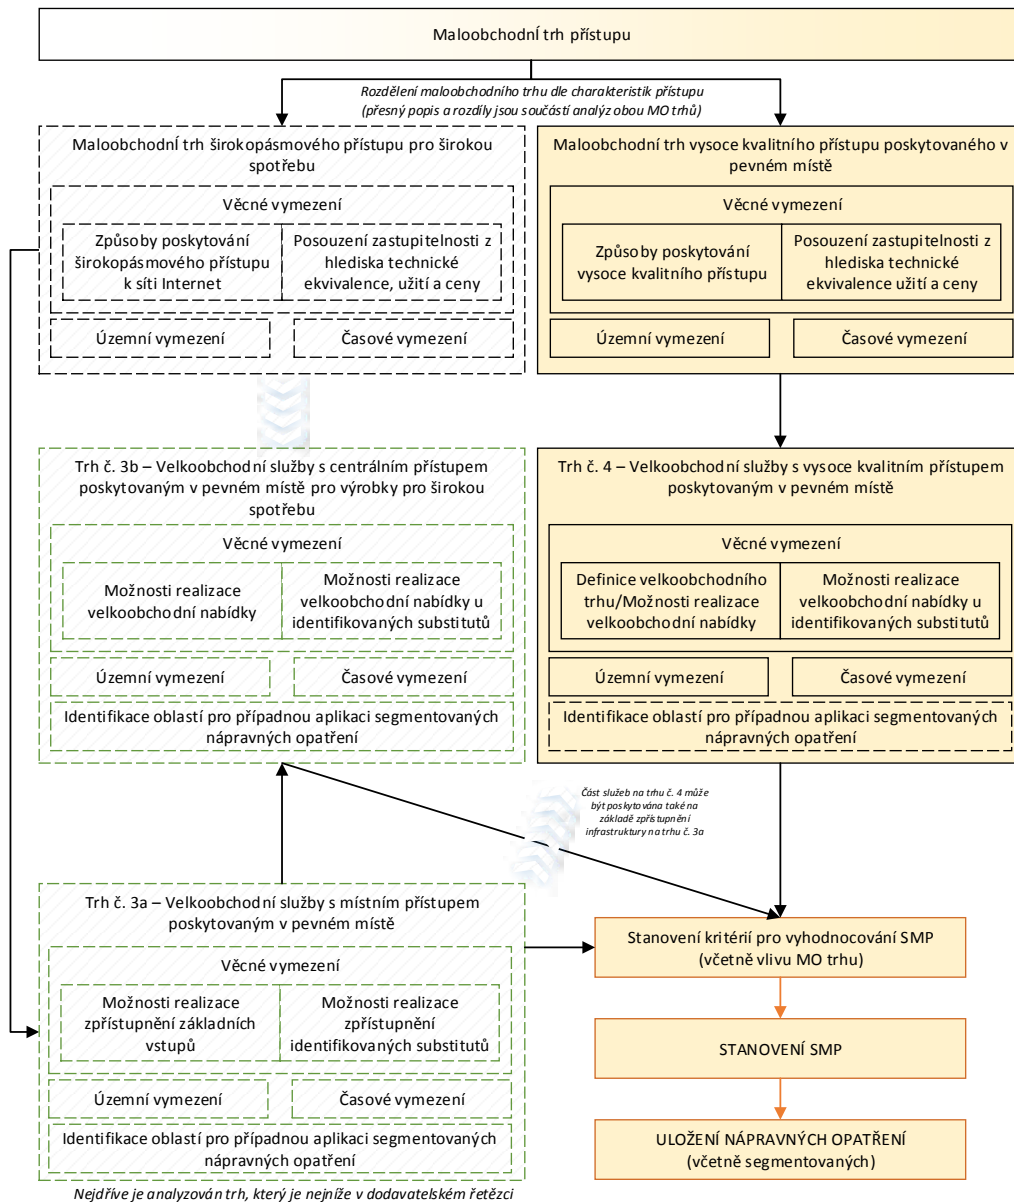 Maloobchodní trh přístupu
Rozdělení maloobchodního trhu dle charakteristik přístupu
(přesný popis a rozdíly jsou součástí analýz obou MO trhů)
Maloobchodní trh širokopásmového přístupu pro širokou
spotřebu
Věcné vymezení
Způsoby poskytování
širokopásmového přístupu
k síti Internet
Posouzení zastupitelnosti z
hlediska technické
ekvivalence, užití a ceny
Územní vymezení
Časové vymezení
Maloobchodní trh vysoce kvalitního přístupu poskytovaného v
pevném místě
Věcné vymezení
Způsoby poskytování
vysoce kvalitního přístupu
Posouzení zastupitelnosti z
hlediska technické
ekvivalence užití a ceny
Územní vymezení
Časové vymezení
Trh č. 3b – Velkoobchodní služby s centrálním přístupem
poskytovaným v pevném místě pro výrobky pro širokou
spotřebu
Věcné vymezení
Možnosti realizace
velkoobchodní nabídky
Možnosti realizace
velkoobchodní nabídky u
identifikovaných substitutů
Územní vymezení
Časové vymezení
Identifikace oblastí pro případnou aplikaci segmentovaných
nápravných opatření
Trh č. 4 – Velkoobchodní služby s vysoce kvalitním přístupem
poskytovaným v pevném místě
Věcné vymezení
Definice velkoobchodního
trhu/Možnosti realizace
velkoobchodní nabídky
Možnosti realizace
velkoobchodní nabídky u
identifikovaných substitutů
Územní vymezení
Časové vymezení
Identifikace oblastí pro případnou aplikaci segmentovaných
nápravných opatření
Část služeb na trhu č. 4 může
být poskytována také na
základě zpřístupnění
infrastruktury na trhu č. 3a
Trh č. 3a – Velkoobchodní služby s místním přístupem
poskytovaným v pevném místě
Věcné vymezení
Možnosti realizace
zpřístupnění základních
vstupů
Možnosti realizace
zpřístupnění
identifikovaných substitutů
Územní vymezení
Časové vymezení
Identifikace oblastí pro případnou aplikaci segmentovaných
nápravných opatření
Nejdříve je analyzován trh, který je nejníže v dodavatelském řetězci
Stanovení kritérií pro vyhodnocování SMP
(včetně vlivu MO trhu)
STANOVENÍ SMP
ULOŽENÍ NÁPRAVNÝCH OPATŘENÍ
(včetně segmentovaných)